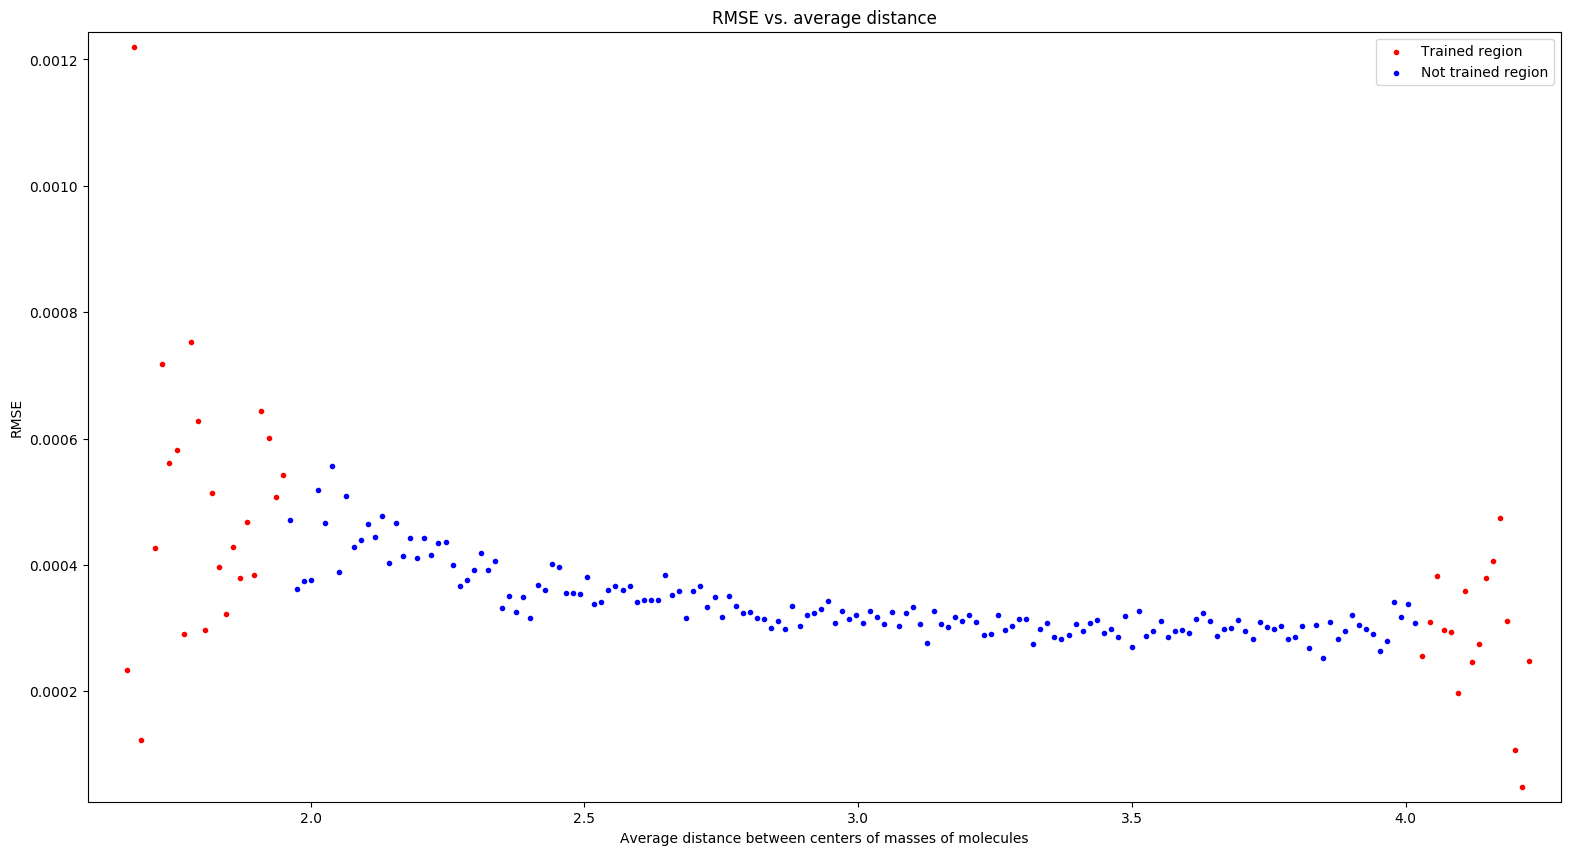 RMSE vs. average distance
Trained region
Not trained region
RMSE
0.0012
0.0010
0.0008
0.0006
0.0004
0.0002
2.0
2.5
3.0
3.5
4.0
Average distance between centers of masses of molecules